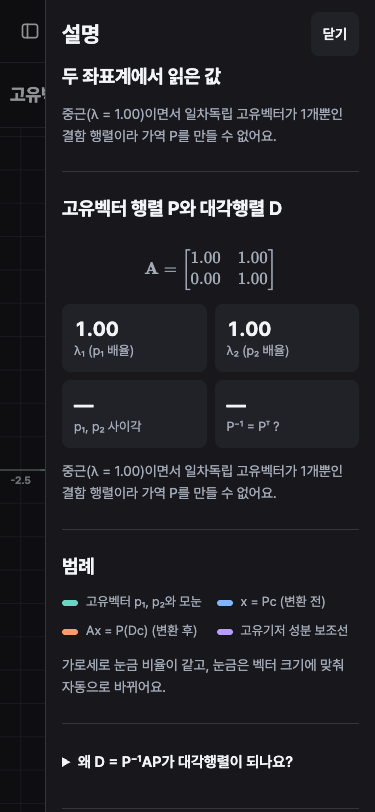 설명
닫기
고유벡
두 좌표계에서 읽은 값
중근(λ = 1.00)이면서 일차독립 고유벡터가 1개뿐인
결함 행렬이라 가역 P를 만들 수 없어요.
고유벡터 행렬 P와 대각행렬 D
A = [1.00 1.00
0.00 1.00]
1.00
λ₁ (p₁ 배율)
1.00
λ₂ (p₂ 배율)
—
p₁, p₂ 사이각
—
P⁻¹ = Pᵀ ?
중근(λ = 1.00)이면서 일차독립 고유벡터가 1개뿐인
결함 행렬이라 가역 P를 만들 수 없어요.
-2.5
범례
고유벡터 p₁, p₂와 모눈
x = Pc (변환 전)
Ax = P(Dc) (변환 후)
고유기저 성분 보조선
가로세로 눈금 비율이 같고, 눈금은 벡터 크기에 맞춰
자동으로 바뀌어요.
▶ 왜 D = P⁻¹AP가 대각행렬이 되나요?